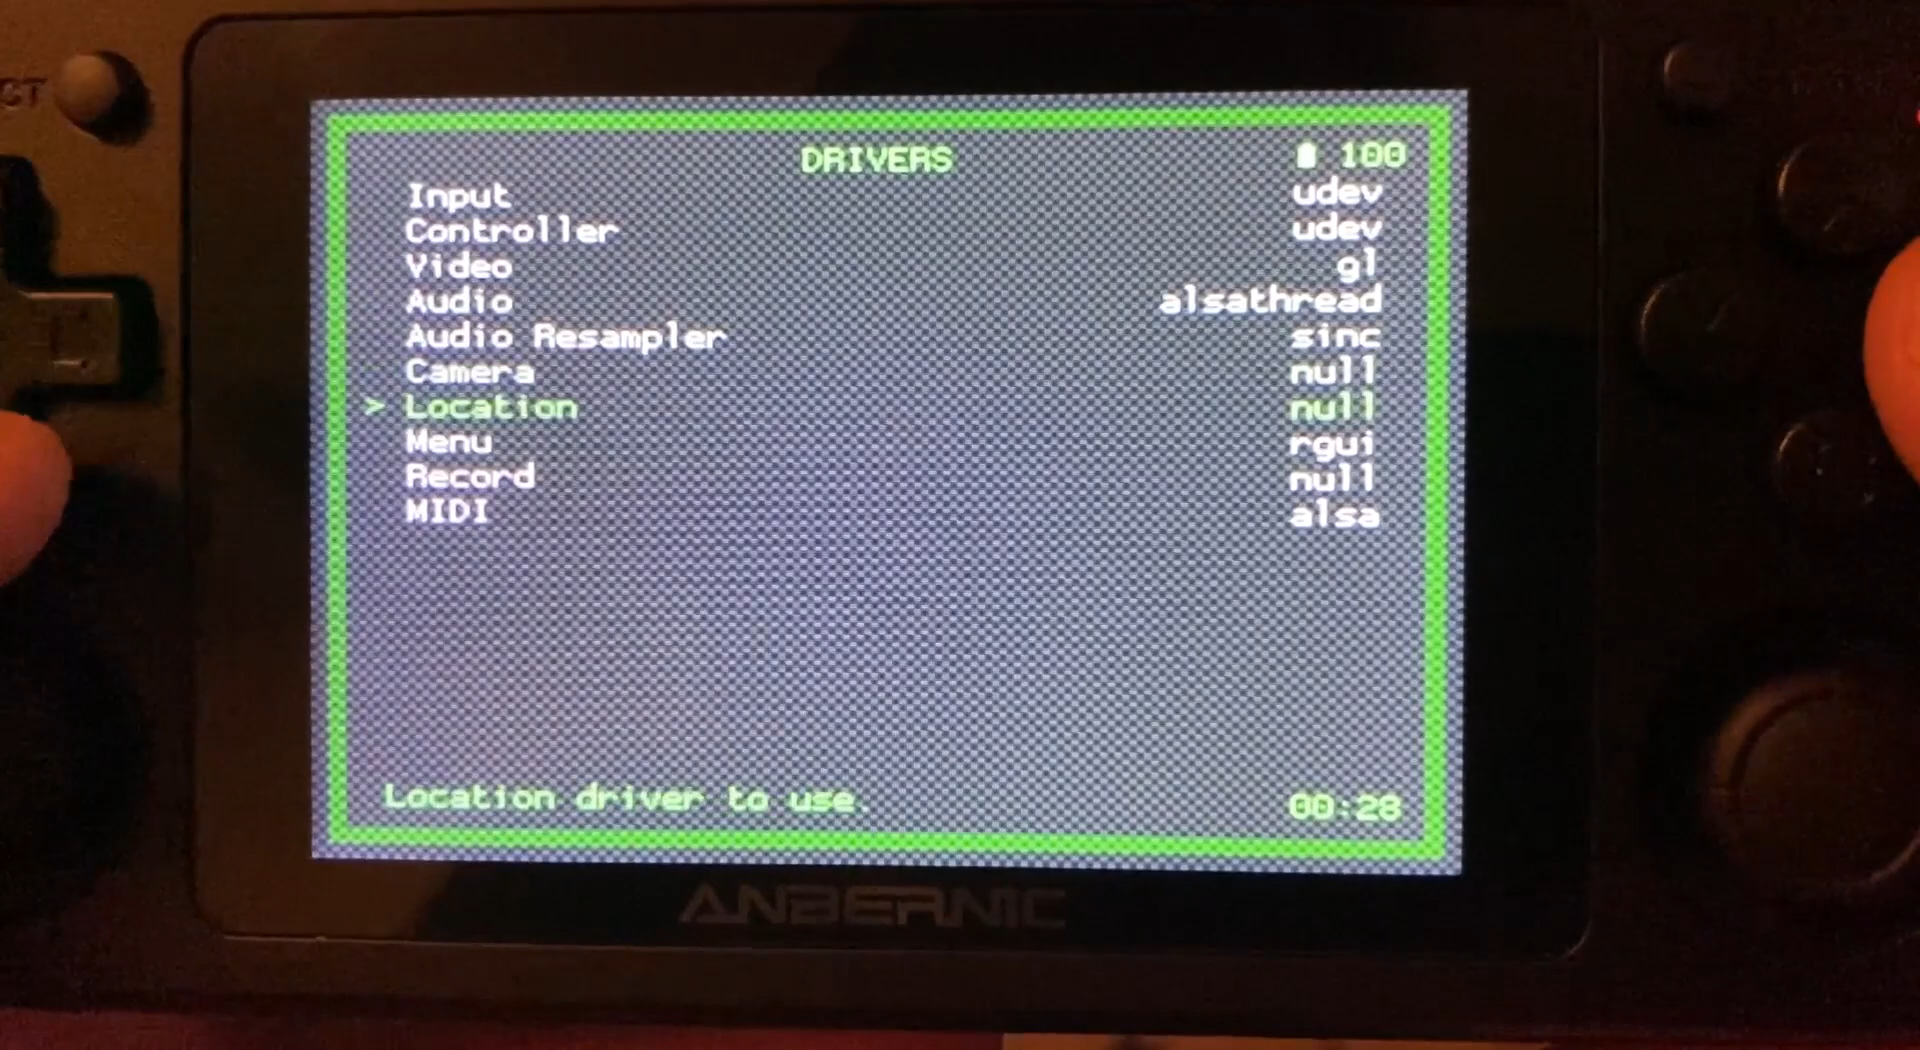 CT
DRIVERS 100
Input udev
Controller udev
Video gl
Audio alsathread
Audio Resampler sinc
Camera null
> Location null
Menu rgui
Record null
MIDI alsa
Location driver to use. 00:28
ANBERNIC